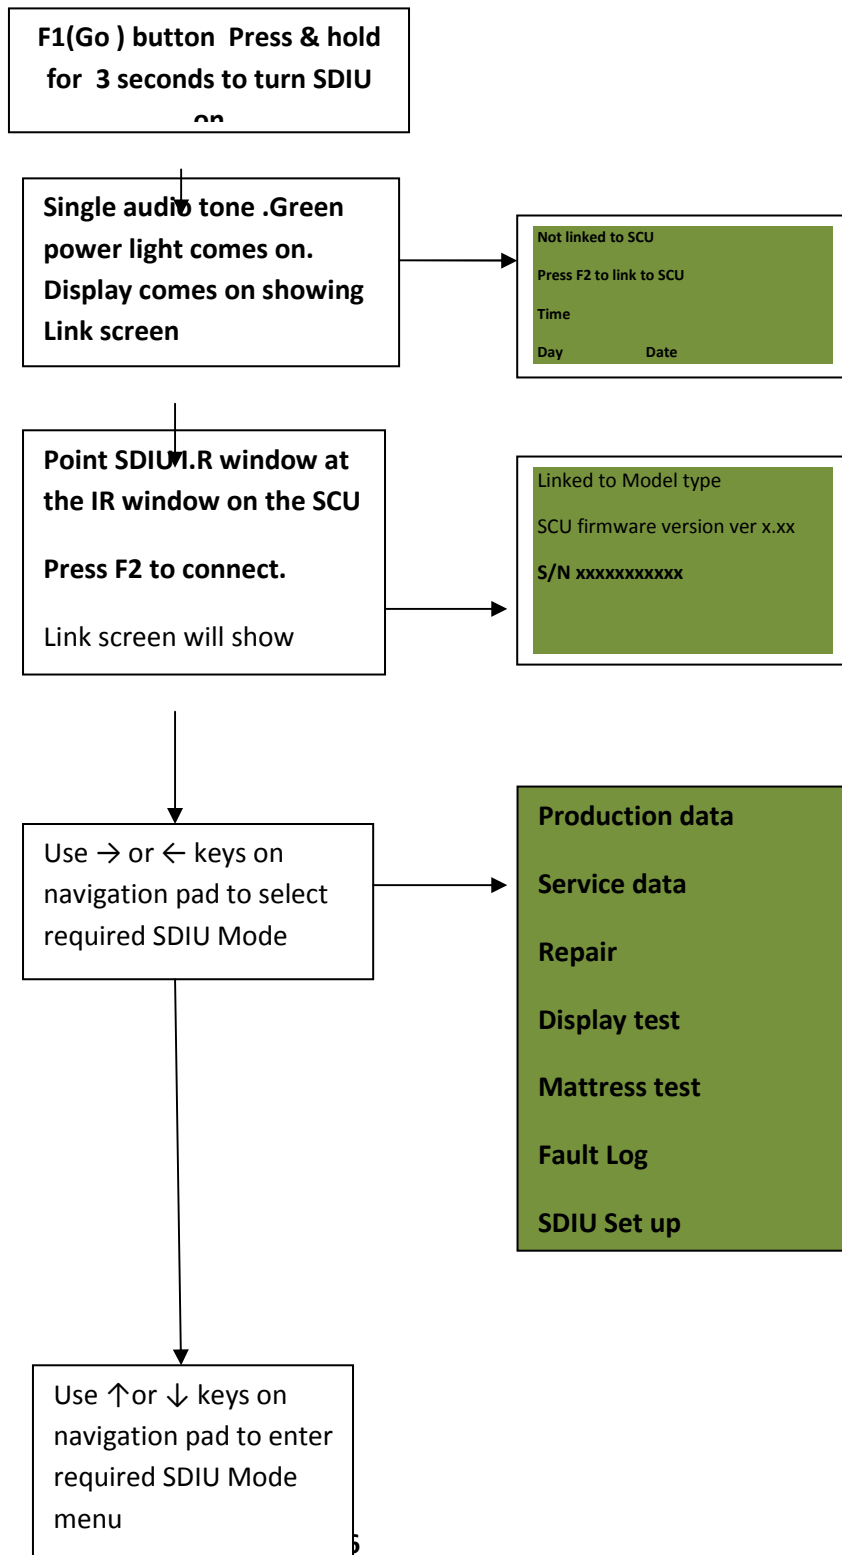 F1(Go ) button Press & hold
for 3 seconds to turn SDIU
on
Single audio tone .Green
power light comes on.
Display comes on showing
Link screen
Not linked to SCU
Press F2 to link to SCU
Time
Day Date
Point SDIU I.R window at
the IR window on the SCU
Press F2 to connect.
Link screen will show
Linked to Model type
SCU firmware version ver x.xx
S/N xxxxxxxxxxx
Use → or ← keys on
navigation pad to select
required SDIU Mode
Production data
Service data
Repair
Display test
Mattress test
Fault Log
SDIU Set up
Use ↑or ↓ keys on
navigation pad to enter
required SDIU Mode
menu